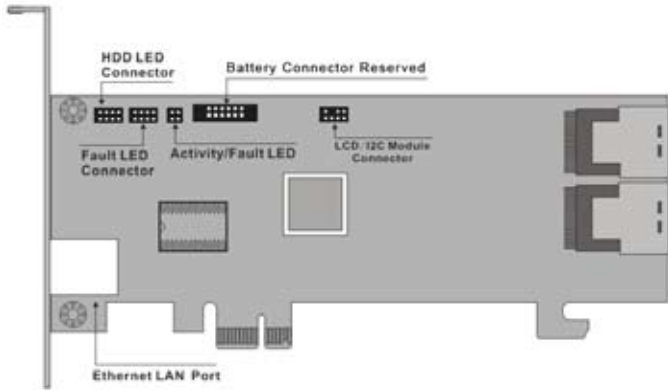 HDD LED
Connector
Battery Connector Reserved
Fault LED
Connector
Activity/Fault LED
LCD/I2C Module
Connector
Ethernet LAN Port